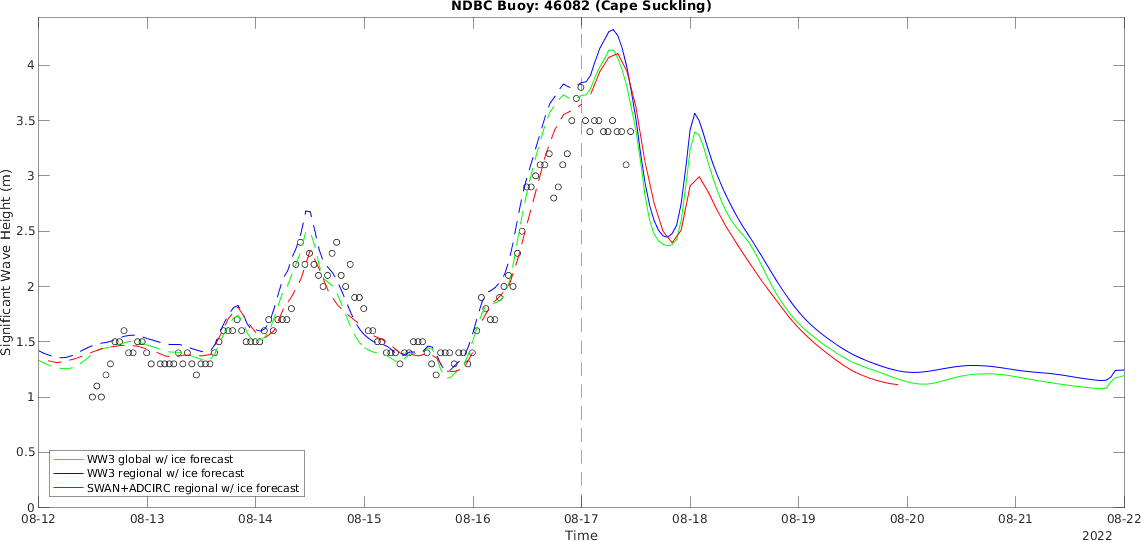 NDBC Buoy: 46082 (Cape Suckling)
Significant Wave Height (m)
4
3.5
3
2.5
2
1.5
1
0.5
0
WW3 global w/ ice forecast
WW3 regional w/ ice forecast
SWAN+ADCIRC regional w/ ice forecast
08-12 08-13 08-14 08-15 08-16 08-17 08-18 08-19 08-20 08-21 08-22
Time 2022